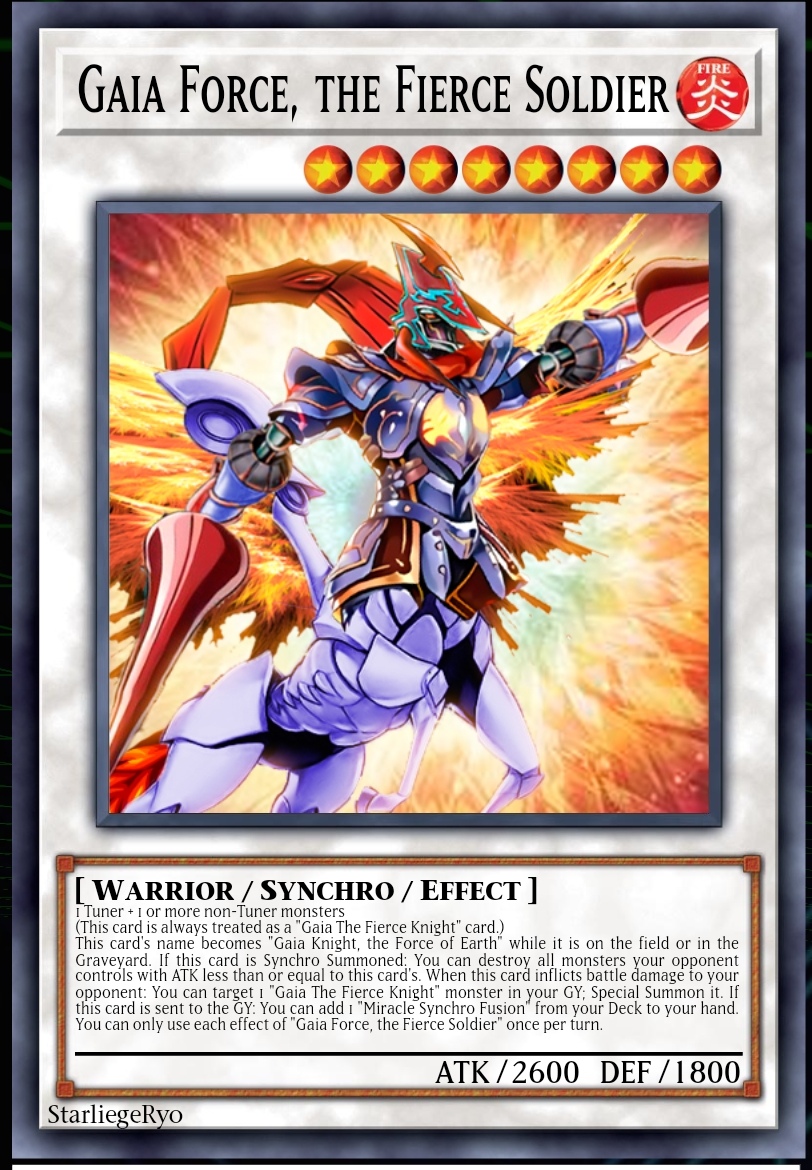 Gaia Force, the Fierce Soldier
FIRE
炎
[ Warrior / Synchro / Effect ]
1 Tuner + 1 or more non-Tuner monsters
(This card is always treated as a "Gaia The Fierce Knight" card.)
This card's name becomes "Gaia Knight, the Force of Earth" while it is on the field or in the
Graveyard. If this card is Synchro Summoned: You can destroy all monsters your opponent
controls with ATK less than or equal to this card's. When this card inflicts battle damage to your
opponent: You can target 1 "Gaia The Fierce Knight" monster in your GY; Special Summon it. If
this card is sent to the GY: You can add 1 "Miracle Synchro Fusion" from your Deck to your hand.
You can only use each effect of "Gaia Force, the Fierce Soldier" once per turn.
ATK/2600 DEF/1800
StarliegeRyo